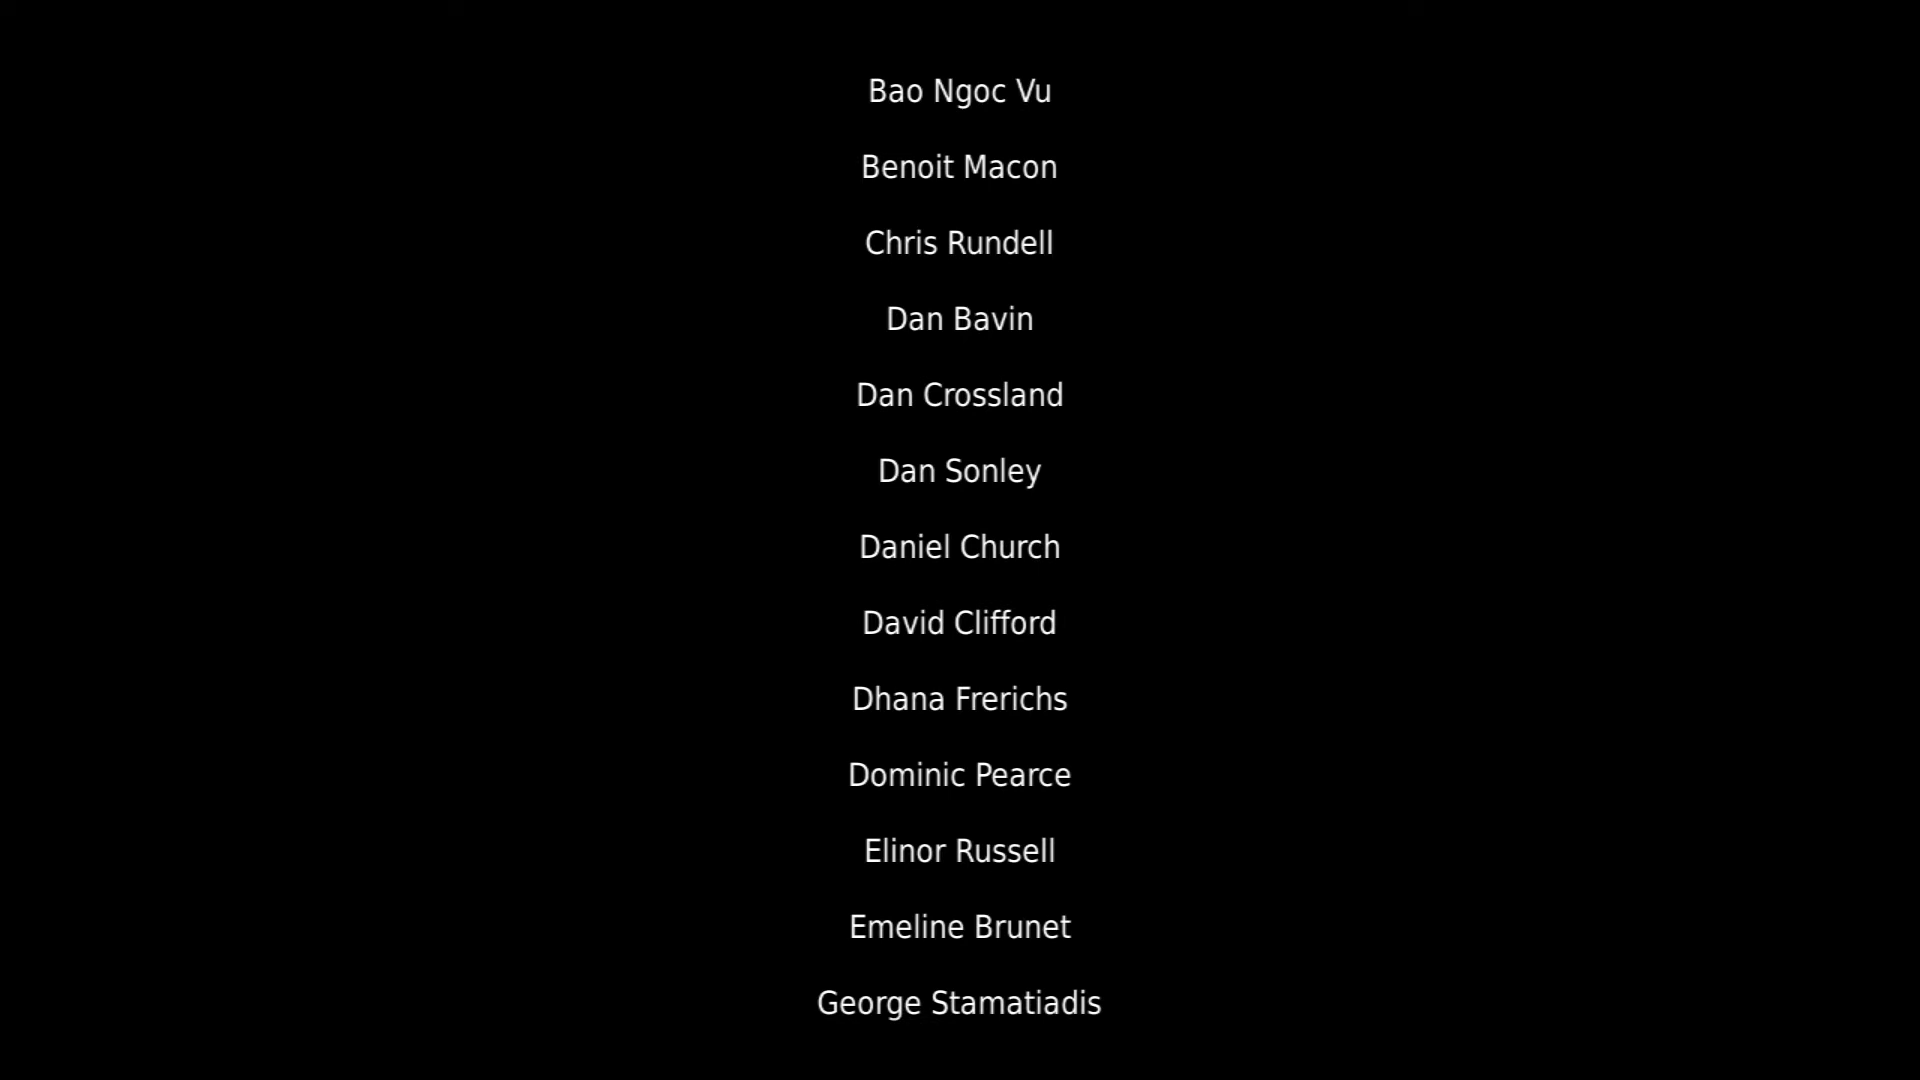 Bao Ngoc Vu
Benoit Macon
Chris Rundell
Dan Bavin
Dan Crossland
Dan Sonley
Daniel Church
David Clifford
Dhana Frerichs
Dominic Pearce
Elinor Russell
Emeline Brunet
George Stamatiadis